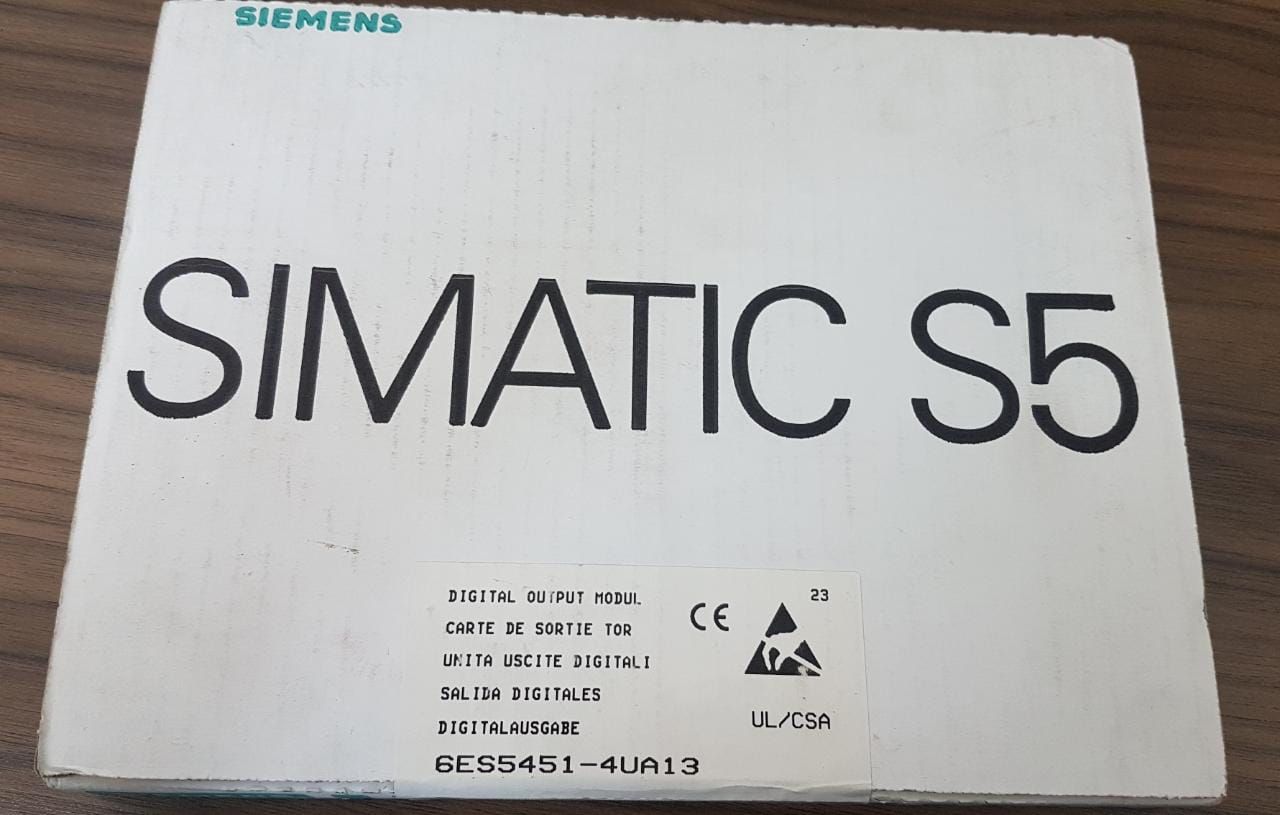 SIEMENS
SIMATIC S5
DIGITAL OUTPUT MODUL
23
CE
CARTE DE SORTIE TOR
UNITA USCITE DIGITALI
SALIDA DIGITALES
UL/CSA
DIGITALAUSGABE
6ES5451-4UA13